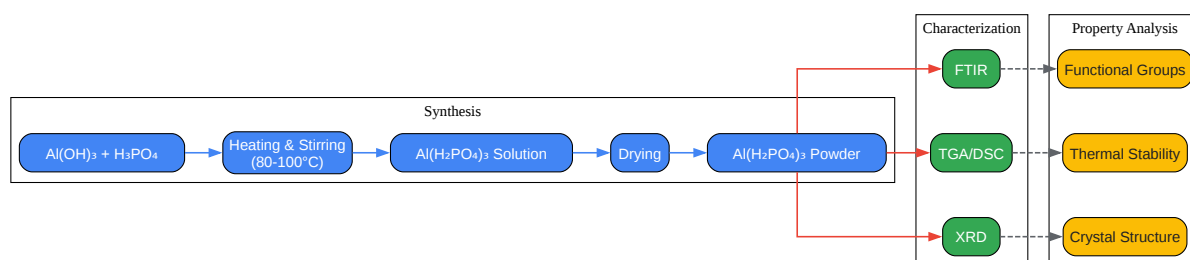 Characterization
Property Analysis
FTIR
Functional Groups
Synthesis
Al(OH)₃ + H₃PO₄
Heating & Stirring
(80-100°C)
Al(H₂PO₄)₃ Solution
Drying
Al(H₂PO₄)₃ Powder
TGA/DSC
Thermal Stability
XRD
Crystal Structure